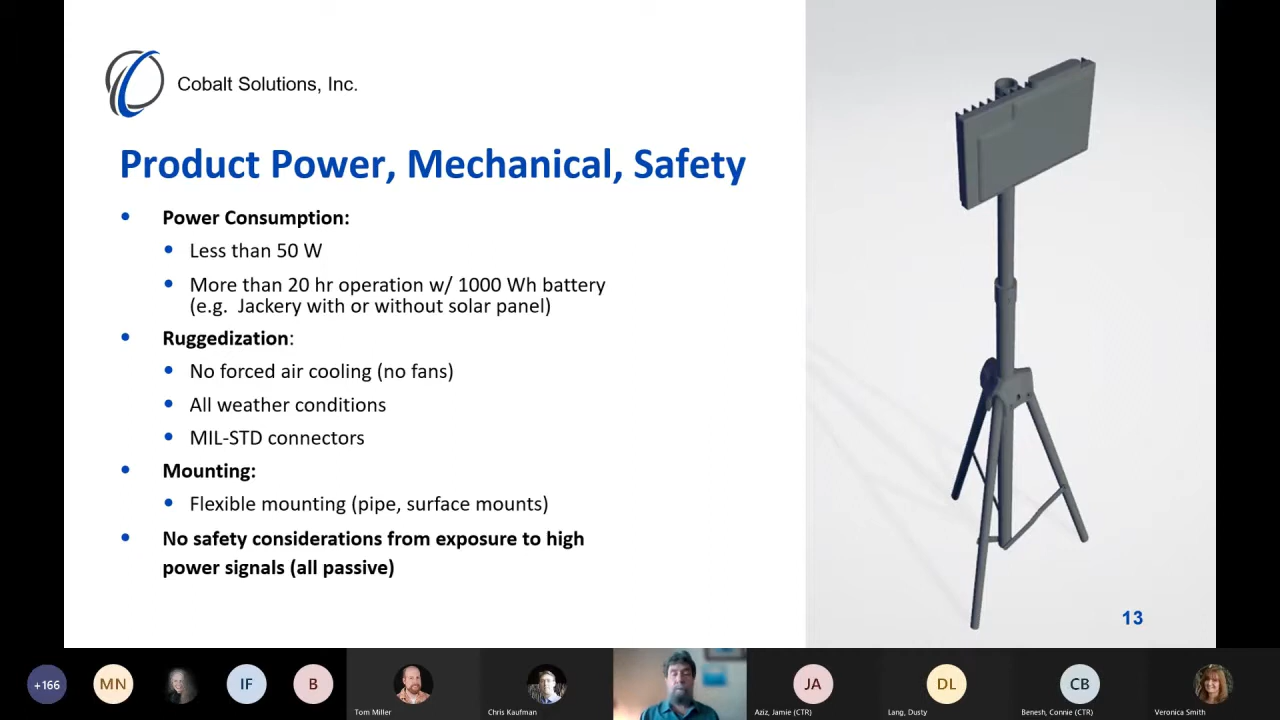 Cobalt Solutions, Inc.
Product Power, Mechanical, Safety
• Power Consumption:
• Less than 50 W
• More than 20 hr operation w/ 1000 Wh battery
(e.g. Jackery with or without solar panel)
• Ruggedization:
• No forced air cooling (no fans)
• All weather conditions
• MIL-STD connectors
• Mounting:
• Flexible mounting (pipe, surface mounts)
• No safety considerations from exposure to high
power signals (all passive)
13
+166
MN
IF
B
Tom Miller
Chris Kaufman
JA
Aziz, Jamie (CTR)
DL
Lang, Dusty
CB
Benesh, Connie (CTR)
Veronica Smith